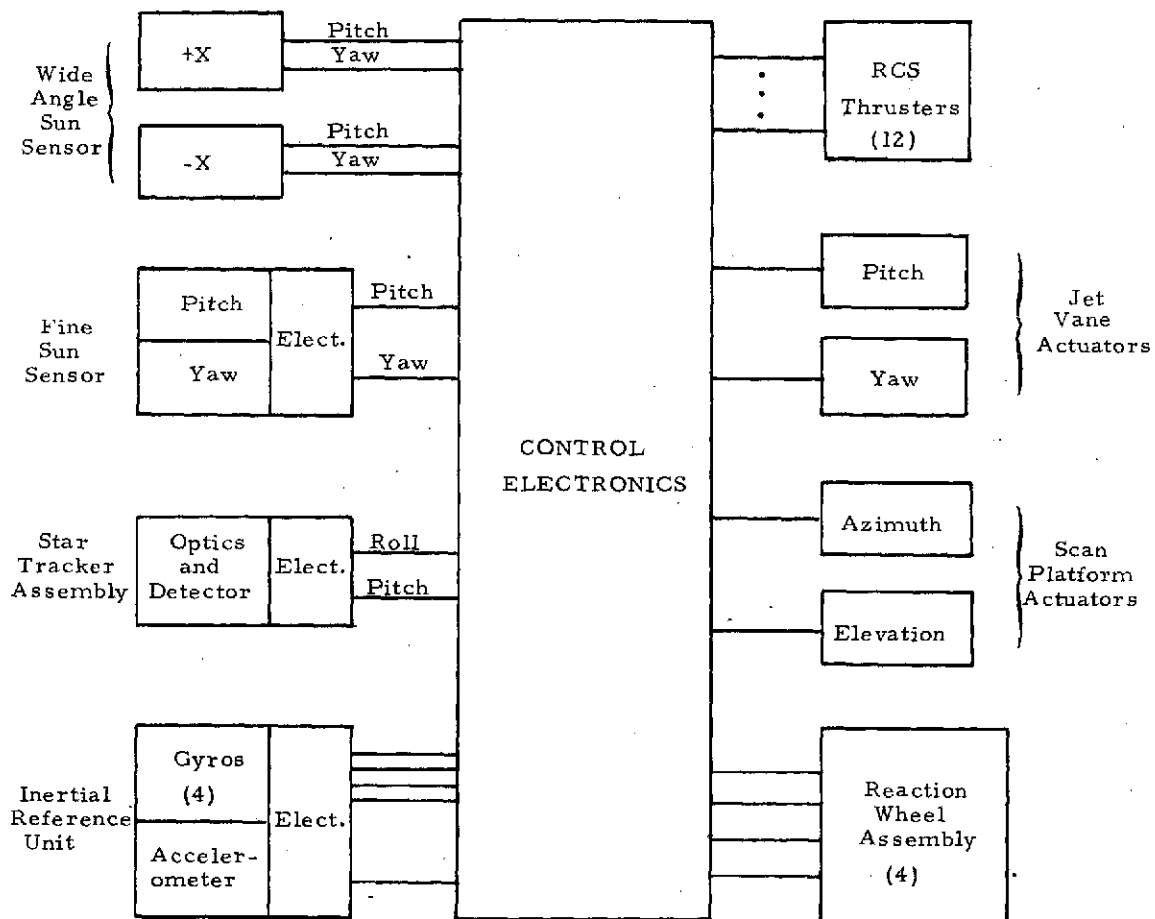 Wide
Angle
Sun
Sensor
+X
Pitch
Yaw
-X
Pitch
Yaw
Fine
Sun
Sensor
Pitch
Yaw
Elect.
Pitch
Yaw
Star
Tracker
Assembly
Optics
and
Detector
Elect.
Roll
Pitch
Inertial
Reference
Unit
Gyros
(4)
Acceler-
ometer
Elect.
CONTROL
ELECTRONICS
RCS
Thrusters
(12)
Pitch
Yaw
Jet
Vane
Actuators
Azimuth
Elevation
Scan
Platform
Actuators
Reaction
Wheel
Assembly
(4)